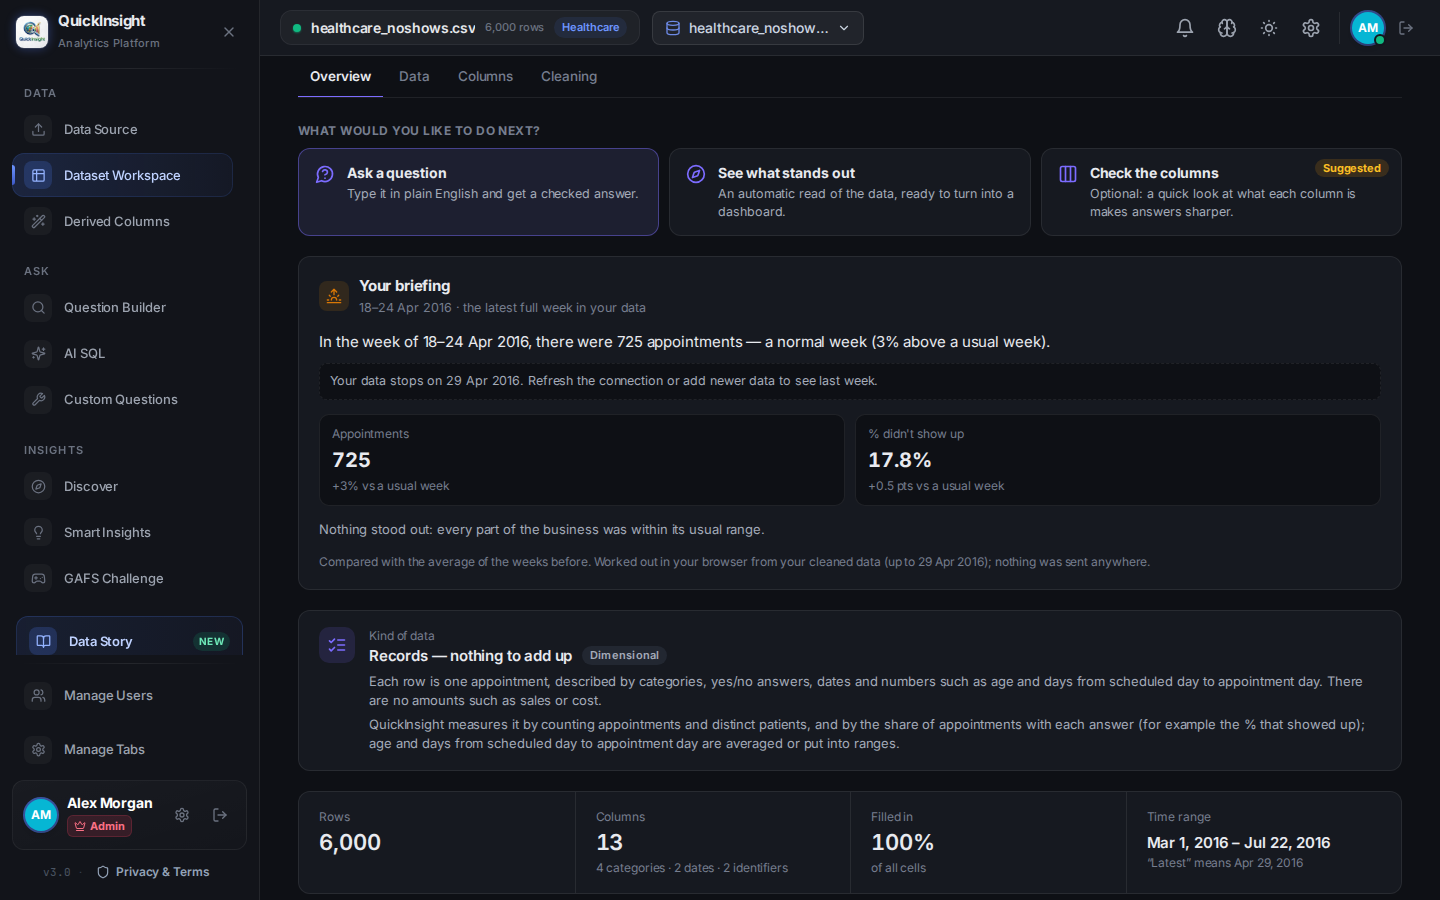 QuickInsight
Analytics Platform
DATA
Data Source
Dataset Workspace
Derived Columns
ASK
Question Builder
AI SQL
Custom Questions
INSIGHTS
Discover
Smart Insights
GAFS Challenge
Data Story NEW
Manage Users
Manage Tabs
AM Alex Morgan
Admin
v3.0 · Privacy & Terms
healthcare_noshows.csv 6,000 rows Healthcare
healthcare_noshow...
AM
Overview Data Columns Cleaning
WHAT WOULD YOU LIKE TO DO NEXT?
Ask a question
Type it in plain English and get a checked answer.
See what stands out
An automatic read of the data, ready to turn into a
dashboard.
Check the columns Suggested
Optional: a quick look at what each column is
makes answers sharper.
Your briefing
18–24 Apr 2016 · the latest full week in your data
In the week of 18–24 Apr 2016, there were 725 appointments — a normal week (3% above a usual week).
Your data stops on 29 Apr 2016. Refresh the connection or add newer data to see last week.
Appointments
725
+3% vs a usual week
% didn't show up
17.8%
+0.5 pts vs a usual week
Nothing stood out: every part of the business was within its usual range.
Compared with the average of the weeks before. Worked out in your browser from your cleaned data (up to 29 Apr 2016); nothing was sent anywhere.
Kind of data
Records — nothing to add up Dimensional
Each row is one appointment, described by categories, yes/no answers, dates and numbers such as age and days from scheduled day to appointment day. There
are no amounts such as sales or cost.
QuickInsight measures it by counting appointments and distinct patients, and by the share of appointments with each answer (for example the % that showed up);
age and days from scheduled day to appointment day are averaged or put into ranges.
Rows
6,000
Columns
13
4 categories · 2 dates · 2 identifiers
Filled in
100%
of all cells
Time range
Mar 1, 2016 – Jul 22, 2016
“Latest” means Apr 29, 2016